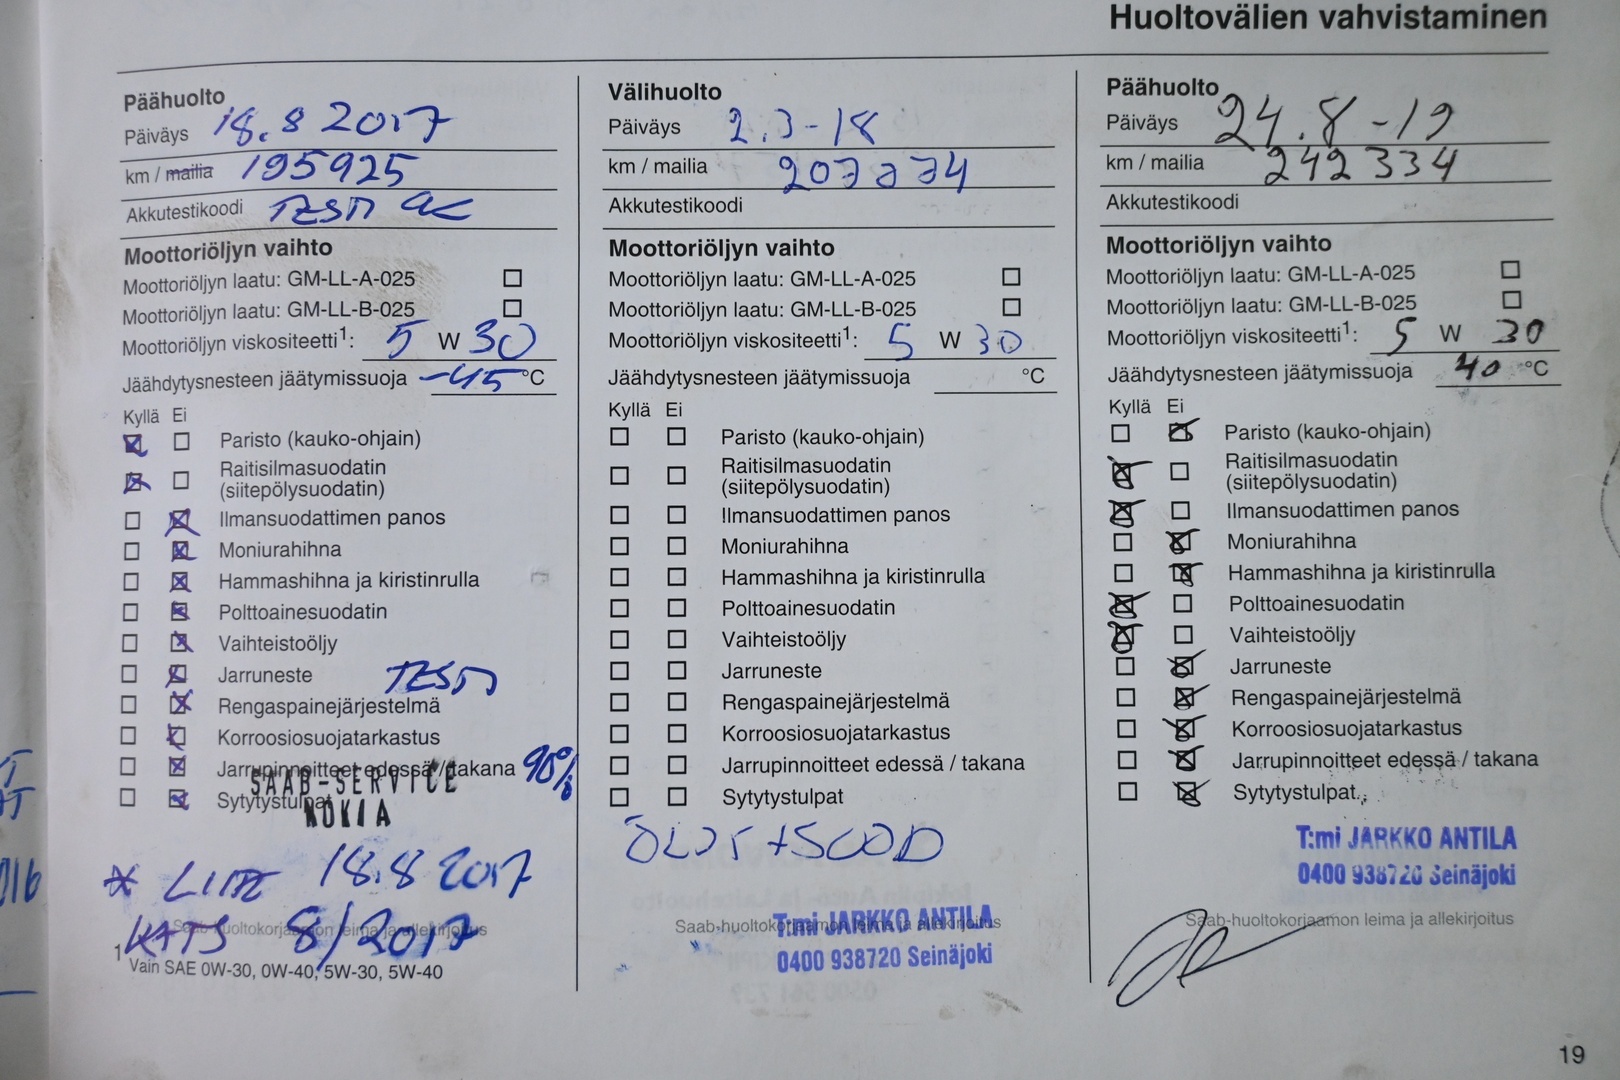 Huoltovälien vahvistaminen
Päähuolto
Päiväys 18.8 2017
km / mailia 195925
Akkutestikoodi
Moottoriöljyn vaihto
Moottoriöljyn laatu: GM-LL-A-025
Moottoriöljyn laatu: GM-LL-B-025
Moottoriöljyn viskositeetti1: 5 W 30
Jäähdytysnesteen jäätymissuoja -45 °C
Kyllä Ei
Paristo (kauko-ohjain)
Raitisilmasuodatin
(siitepölysuodatin)
Ilmansuodattimen panos
Moniurahihna
Hammashihna ja kiristinrulla
Polttoainesuodatin
Vaihteistoöljy
Jarruneste
Rengaspainejärjestelmä
Korroosiosuojatarkastus
Jarrupinnoitteet edessä / takana 90%
Sytytystulpat
SAAB-SERVICE
NOKIA
* 18.8 2017
KATS 8/2017
Saab-huoltokorjaamon leima ja allekirjoitus
1 Vain SAE 0W-30, 0W-40, 5W-30, 5W-40
Välihuolto
Päiväys 2.3-18
km / mailia
Akkutestikoodi
Moottoriöljyn vaihto
Moottoriöljyn laatu: GM-LL-A-025
Moottoriöljyn laatu: GM-LL-B-025
Moottoriöljyn viskositeetti1: 5 W 30
Jäähdytysnesteen jäätymissuoja °C
Kyllä Ei
Paristo (kauko-ohjain)
Raitisilmasuodatin
(siitepölysuodatin)
Ilmansuodattimen panos
Moniurahihna
Hammashihna ja kiristinrulla
Polttoainesuodatin
Vaihteistoöljy
Jarruneste
Rengaspainejärjestelmä
Korroosiosuojatarkastus
Jarrupinnoitteet edessä / takana
Sytytystulpat
Saab-huoltokorjaamon leima ja allekirjoitus
T:mi JARKKO ANTILA
0400 938720 Seinäjoki
Päähuolto
Päiväys 24.8-19
km / mailia 242334
Akkutestikoodi
Moottoriöljyn vaihto
Moottoriöljyn laatu: GM-LL-A-025
Moottoriöljyn laatu: GM-LL-B-025
Moottoriöljyn viskositeetti1: 5 W 30
Jäähdytysnesteen jäätymissuoja 40 °C
Kyllä Ei
Paristo (kauko-ohjain)
Raitisilmasuodatin
(siitepölysuodatin)
Ilmansuodattimen panos
Moniurahihna
Hammashihna ja kiristinrulla
Polttoainesuodatin
Vaihteistoöljy
Jarruneste
Rengaspainejärjestelmä
Korroosiosuojatarkastus
Jarrupinnoitteet edessä / takana
Sytytystulpat
T:mi JARKKO ANTILA
0400 938720 Seinäjoki
Saab-huoltokorjaamon leima ja allekirjoitus
19